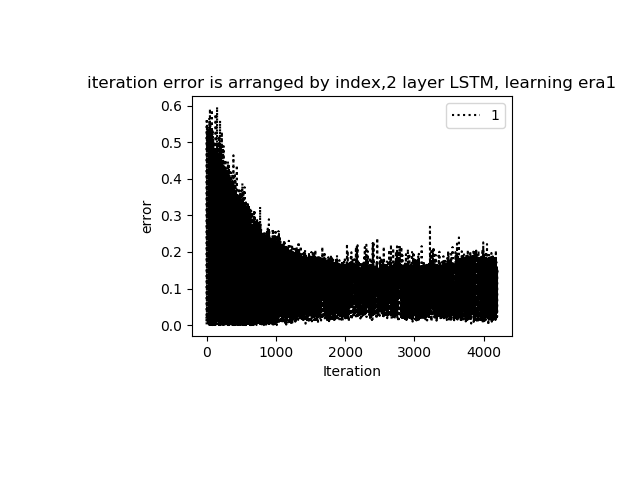 iteration error is arranged by index,2 layer LSTM, learning era1
1
0.6
0.5
0.4
0.3
0.2
0.1
0.0
error
0 1000 2000 3000 4000
Iteration